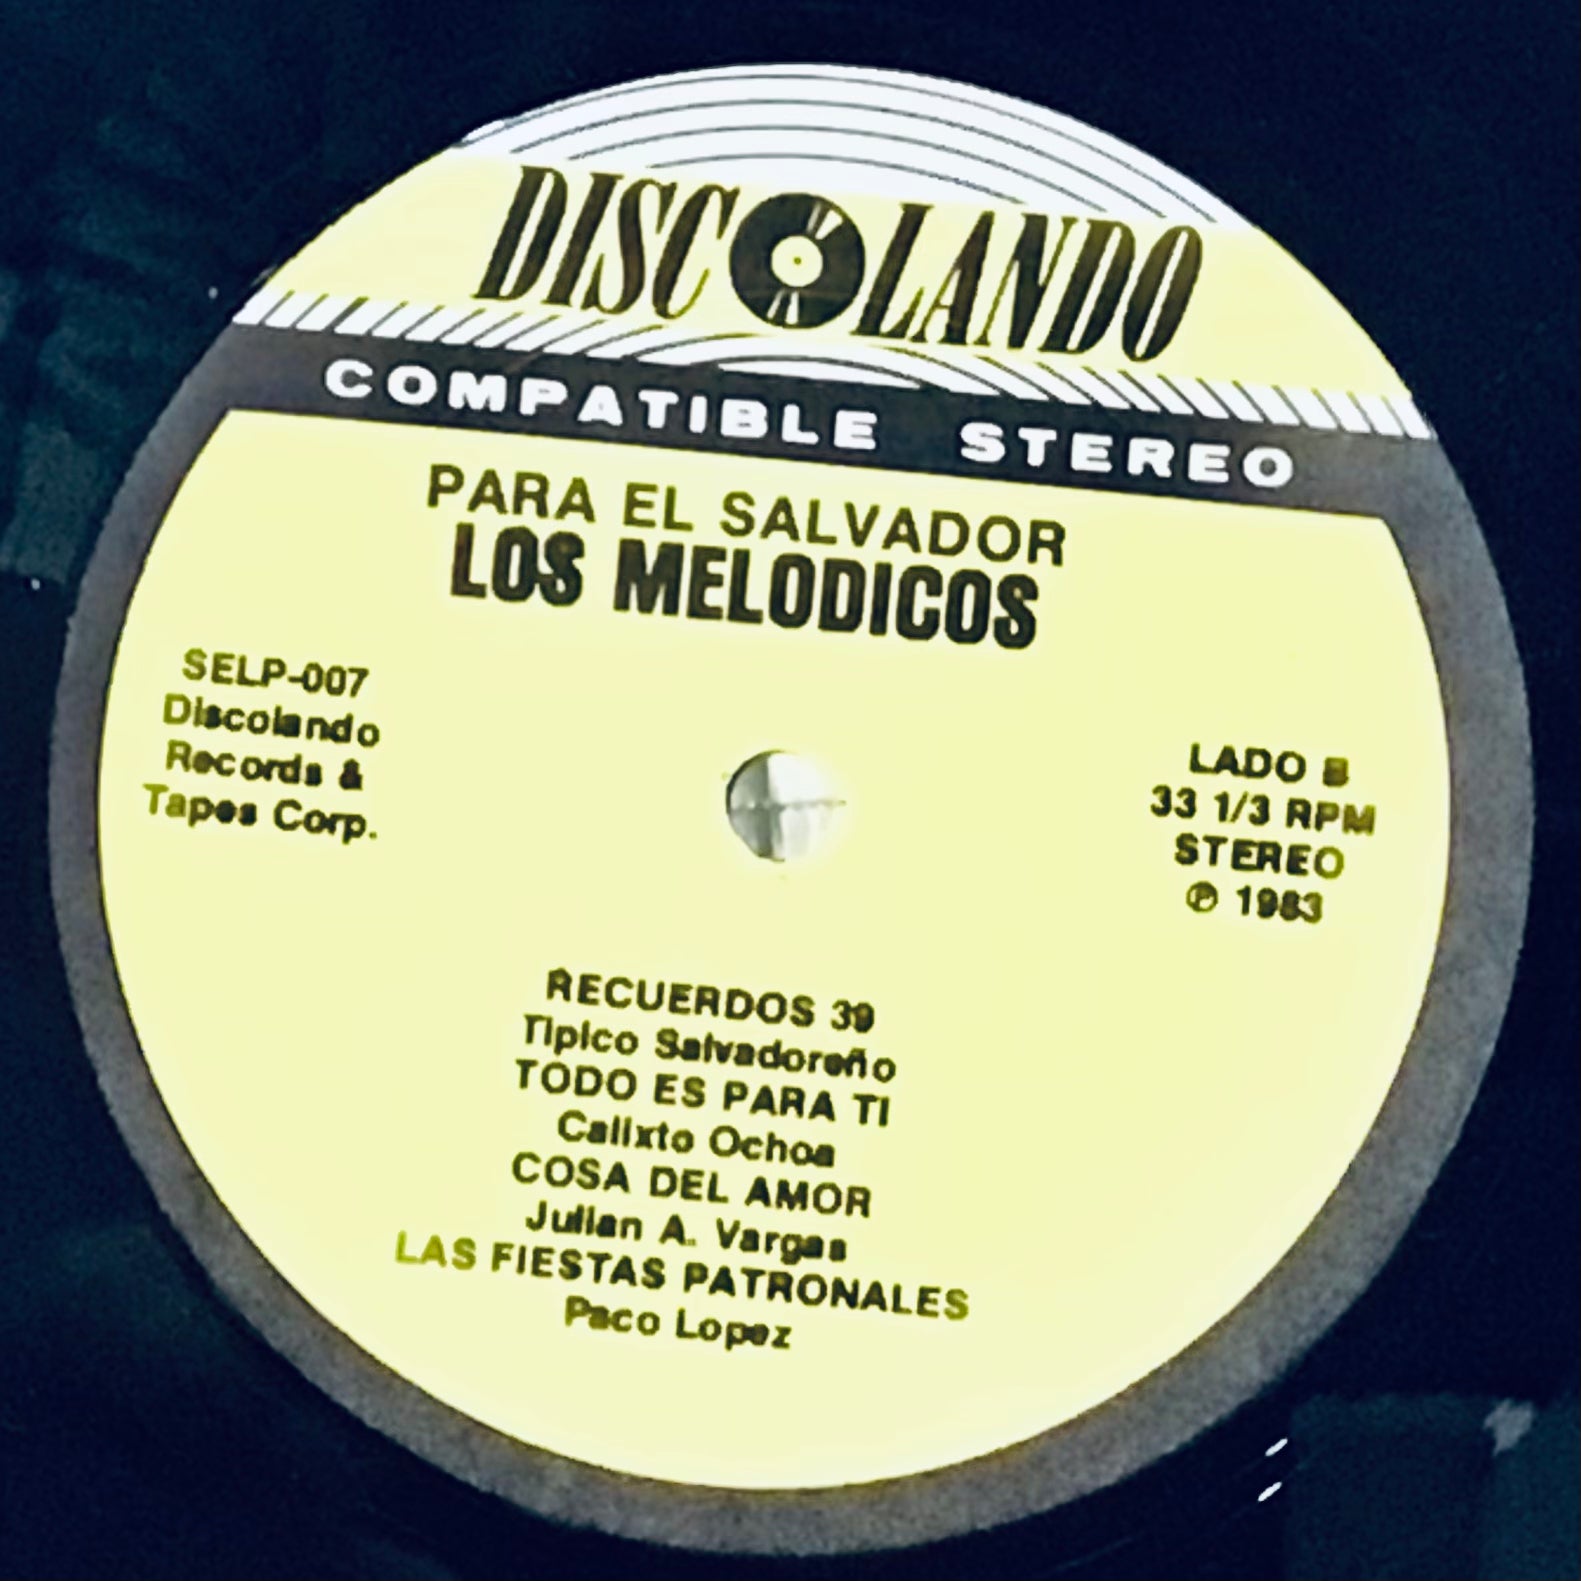 DISCOLANDO
COMPATIBLE STEREO
PARA EL SALVADOR
LOS MELODICOS
SELP-007
Discolando
Records &
Tapes Corp.
LADO B
33 1/3 RPM
STEREO
℗ 1983
RECUERDOS 39
Tipico Salvadoreño
TODO ES PARA TI
Calixto Ochoa
COSA DEL AMOR
Julian A. Vargas
LAS FIESTAS PATRONALES
Paco Lopez